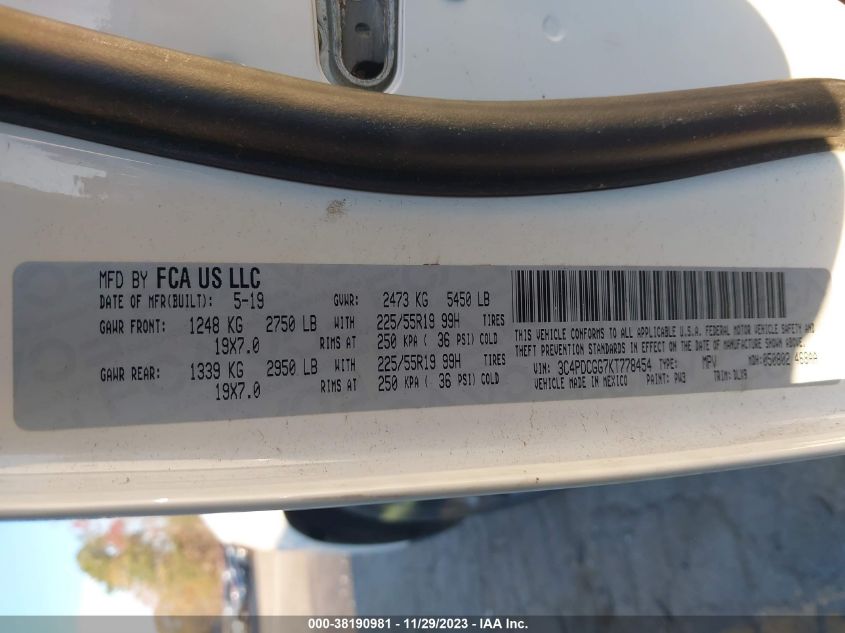 MFD BY FCA US LLC
DATE OF MFR(BUILT): 5-19 GVWR: 2473 KG 5450 LB
GAWR FRONT: 1248 KG 2750 LB WITH 225/55R19 99H TIRES
19X7.0 RIMS AT 250 KPA ( 36 PSI) COLD
GAWR REAR: 1339 KG 2950 LB WITH 225/55R19 99H TIRES
19X7.0 RIMS AT 250 KPA ( 36 PSI) COLD
THIS VEHICLE CONFORMS TO ALL APPLICABLE U.S.A. FEDERAL MOTOR VEHICLE SAFETY AND
THEFT PREVENTION STANDARDS IN EFFECT ON THE DATE OF MANUFACTURE SHOWN ABOVE.
VIN: 3C4PDCGG7KT778454 TYPE: MPV MDH: 050802
VEHICLE MADE IN MEXICO PAINT: PW3 TRIM: DLX9
000-38190981 - 11/29/2023 - IAA Inc.